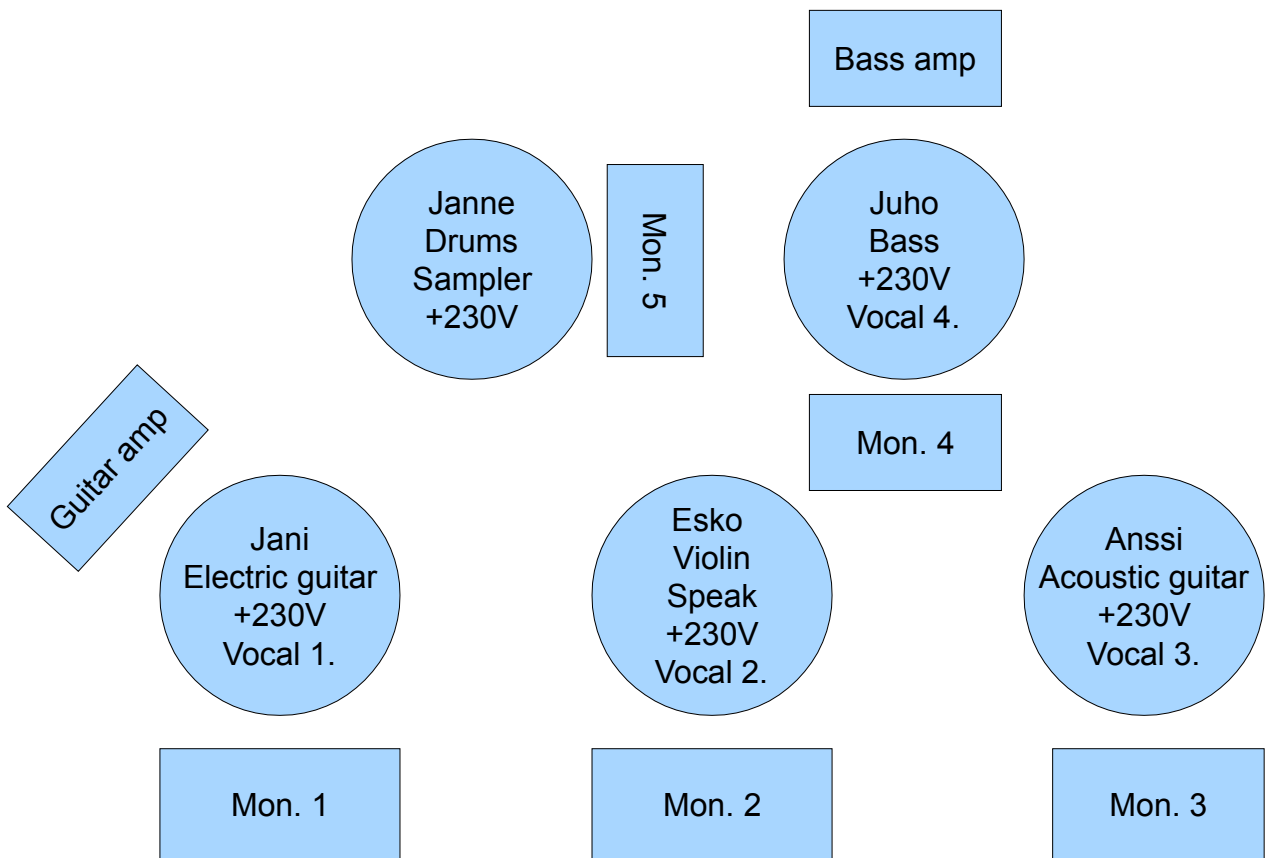 Bass amp
Janne
Drums
Sampler
+230V
Mon. 5
Juho
Bass
+230V
Vocal 4.
Mon. 4
Guitar amp
Jani
Electric guitar
+230V
Vocal 1.
Esko
Violin
Speak
+230V
Vocal 2.
Anssi
Acoustic guitar
+230V
Vocal 3.
Mon. 1
Mon. 2
Mon. 3